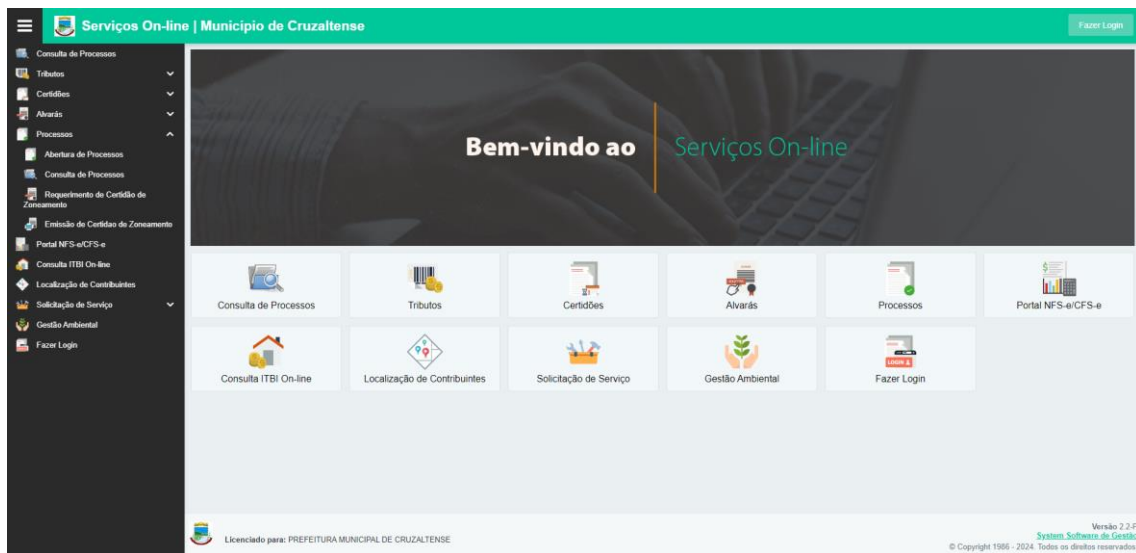 Serviços On-line | Municipio de Cruzaltense
Fazer Login
Consulta de Processos
Tributos
Certidões
Alvarás
Processos
Abertura de Processos
Consulta de Processos
Requerimento de Certidão de
Zoneamento
Emissão de Certidao de Zoneamento
Portal NFS-e/CFS-e
Consulta ITBI On-line
Localização de Contribuintes
Solicitação de Serviço
Gestão Ambiental
Fazer Login
Bem-vindo ao Serviços On-line
Consulta de Processos
Tributos
Certidões
Alvarás
Processos
Portal NFS-e/CFS-e
Consulta ITBI On-line
Localização de Contribuintes
Solicitação de Serviço
Gestão Ambiental
LOGIN
Fazer Login
Licenciado para: PREFEITURA MUNICIPAL DE CRUZALTENSE
Versão 2.2-F
System Software de Gestão
© Copyright 1986 - 2024. Todos os direitos reservados.